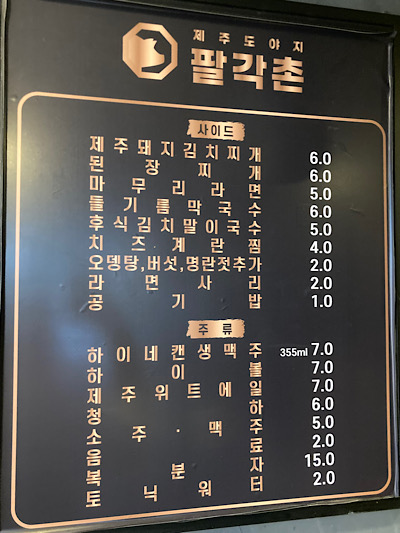 제주도야지
팔각촌
사이드
제주돼지김치찌개 6.0
된장찌개 6.0
마무리라면 5.0
들기름막국수 6.0
후식김치말이국수 5.0
치즈계란찜 4.0
오뎅탕,버섯,명란젓추가 2.0
라면사리 2.0
공기밥 1.0
주류
하이네캔생맥주 355ml 7.0
하이볼 7.0
제주위트에일 7.0
청하 6.0
소주·맥주 5.0
음료 2.0
복분자 15.0
토닉워터 2.0